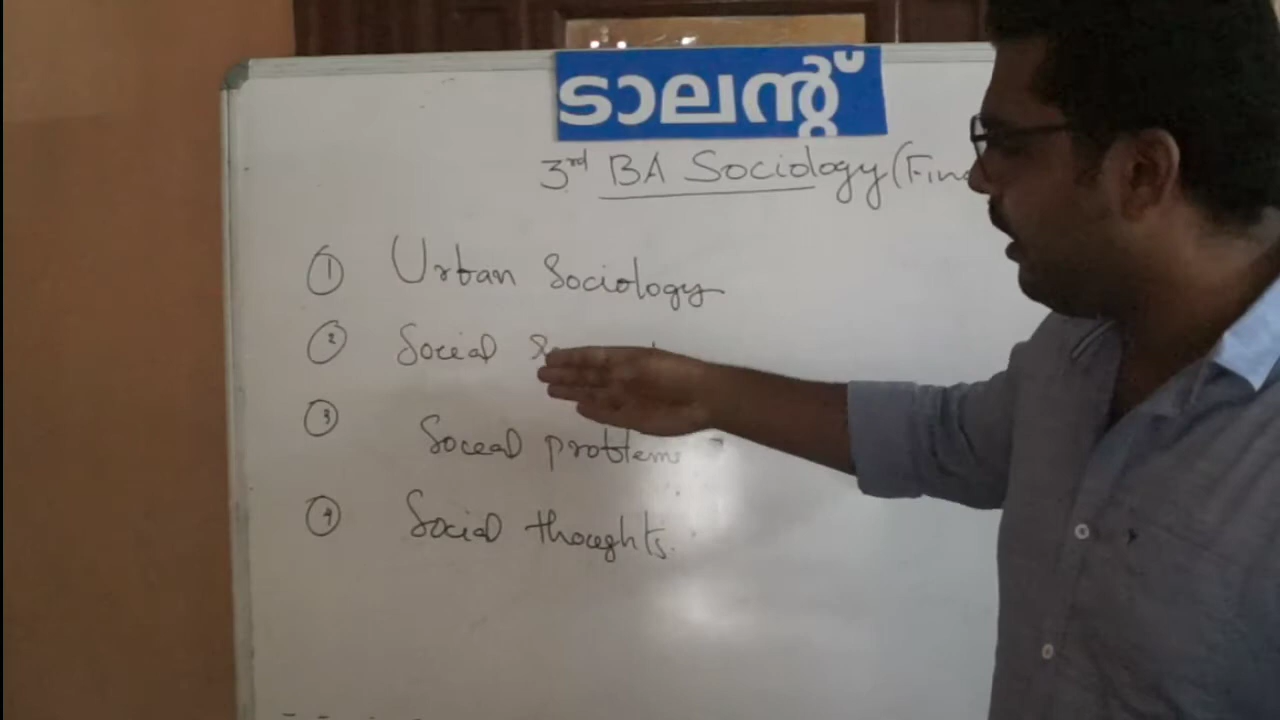 ടാലന്റ്
3rd BA Sociology (Fin
① Urban Sociology
② Social
③ Social problems
④ Social thoughts.